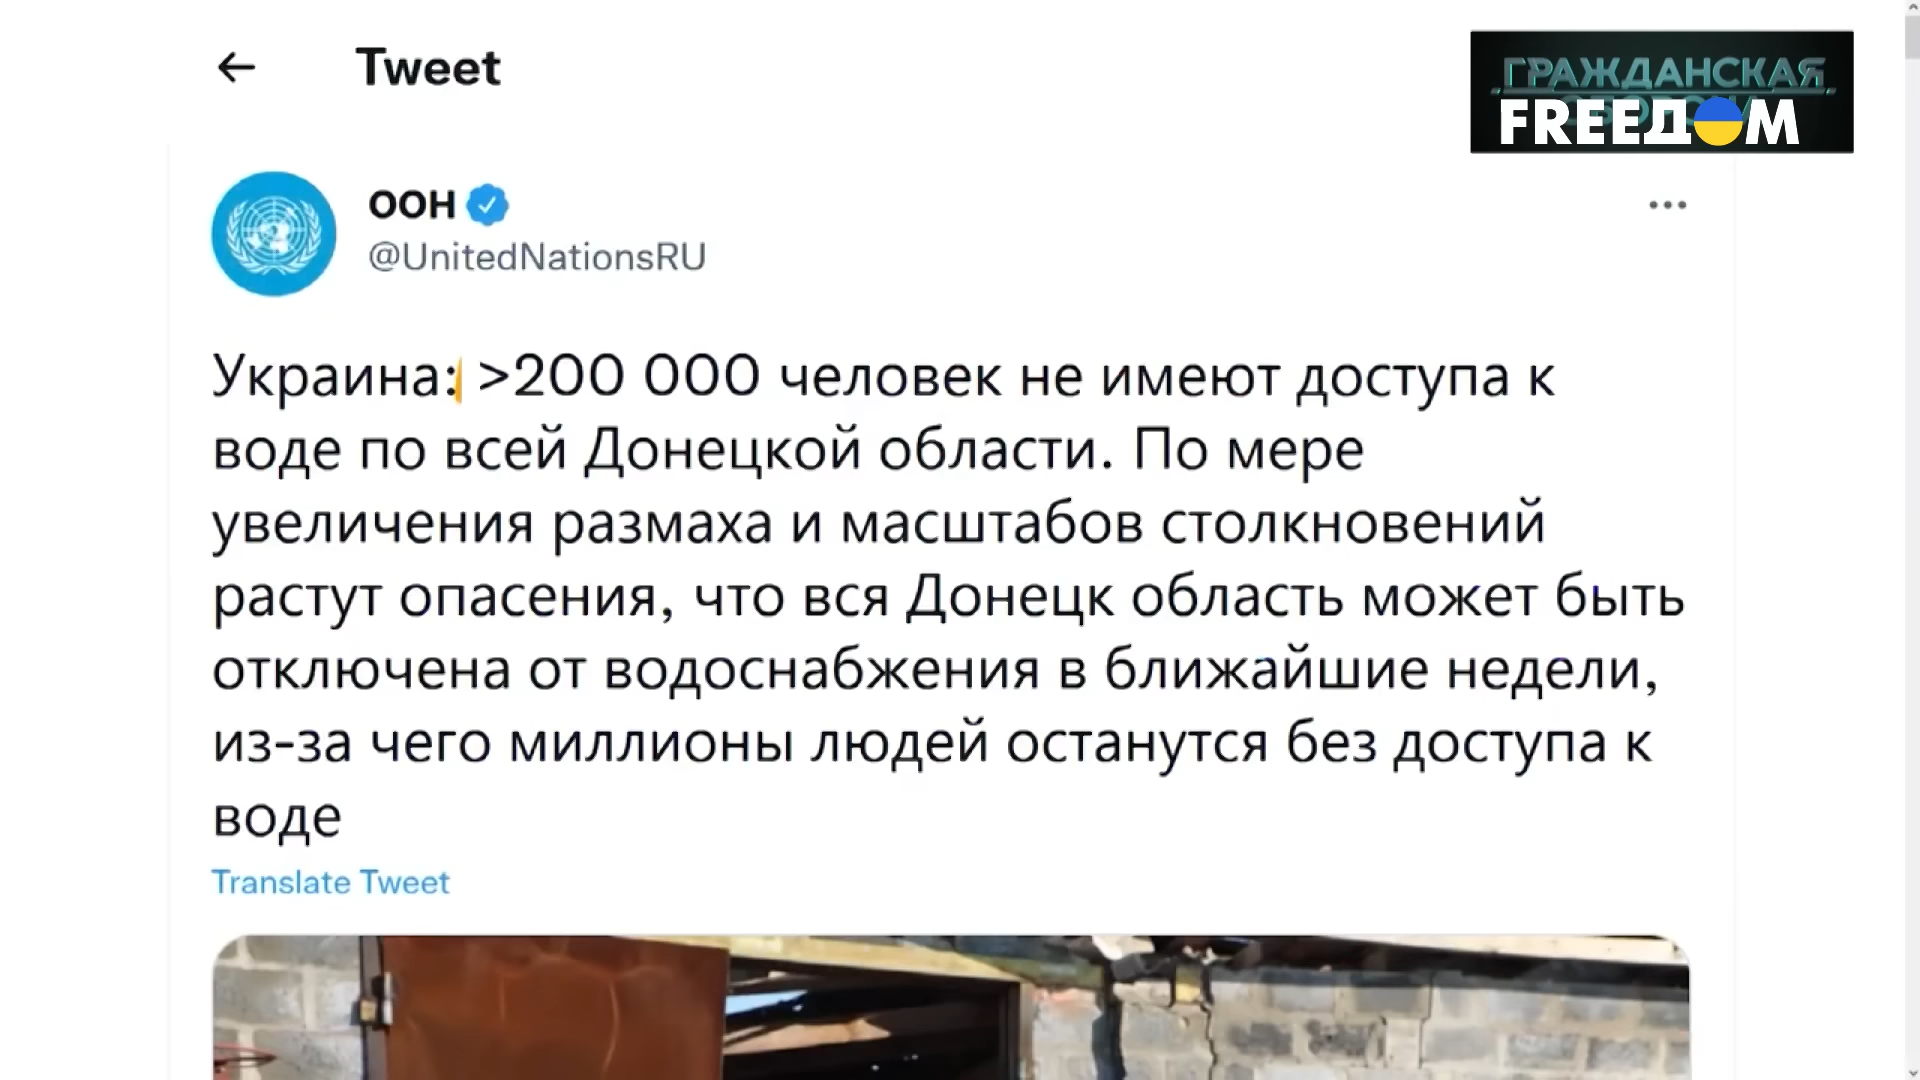 Tweet
ГРАЖДАНСКАЯ
FREEДOM
ООН
@UnitedNationsRU
Украина: >200 000 человек не имеют доступа к
воде по всей Донецкой области. По мере
увеличения размаха и масштабов столкновений
растут опасения, что вся Донецк область может быть
отключена от водоснабжения в ближайшие недели,
из-за чего миллионы людей останутся без доступа к
воде
Translate Tweet